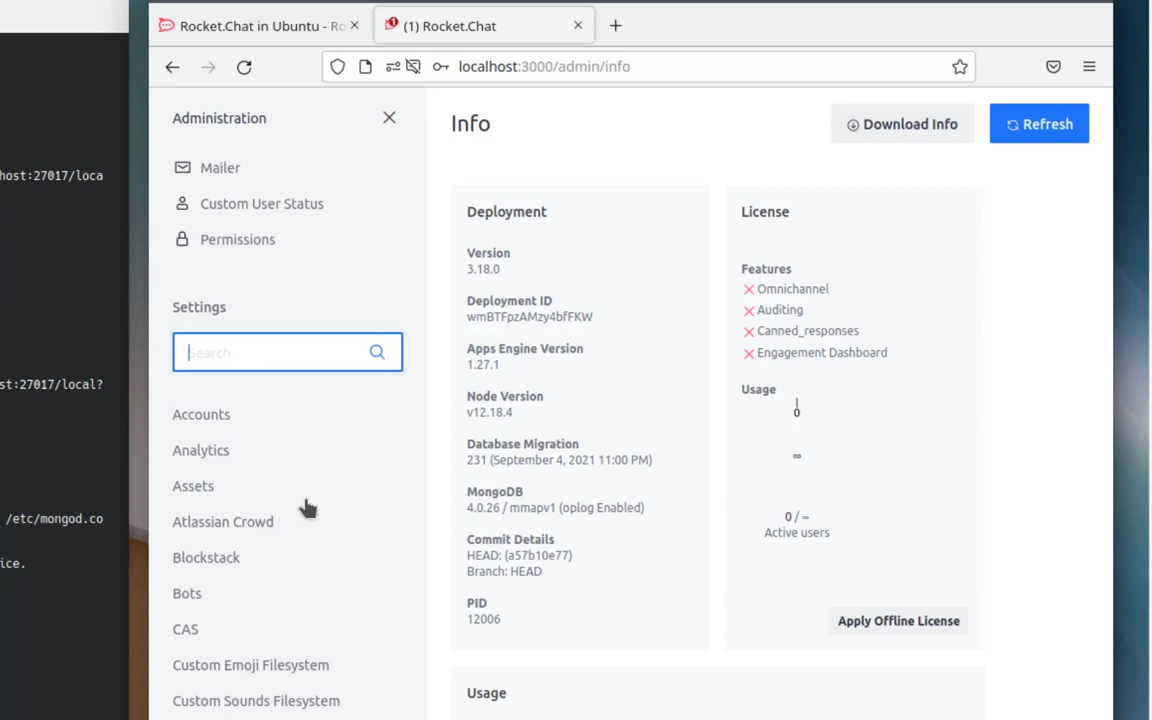 Rocket.Chat in Ubuntu - Ro
(1) Rocket.Chat
localhost:3000/admin/info
Administration
Mailer
Custom User Status
Permissions
Settings
Search
Accounts
Analytics
Assets
Atlassian Crowd
Blockstack
Bots
CAS
Custom Emoji Filesystem
Custom Sounds Filesystem
Info
Download Info
Refresh
Deployment
Version
3.18.0
Deployment ID
wmBTFpzAMzy4bfFKW
Apps Engine Version
1.27.1
Node Version
v12.18.4
Database Migration
231 (September 4, 2021 11:00 PM)
MongoDB
4.0.26 / mmapv1 (oplog Enabled)
Commit Details
HEAD: (a57b10e77)
Branch: HEAD
PID
12006
License
Features
Omnichannel
Auditing
Canned_responses
Engagement Dashboard
Usage
0
∞
0 / ∞
Active users
Apply Offline License
Usage
host:27017/loca
st:27017/local?
/etc/mongod.co
ice.